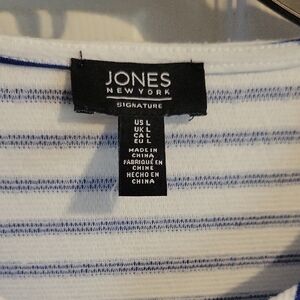 JONES
NEW YORK
SIGNATURE
US L
UK L
CA L
EU L
MADE IN
CHINA
FABRIQUÉ EN
CHINE
HECHO EN
CHINA